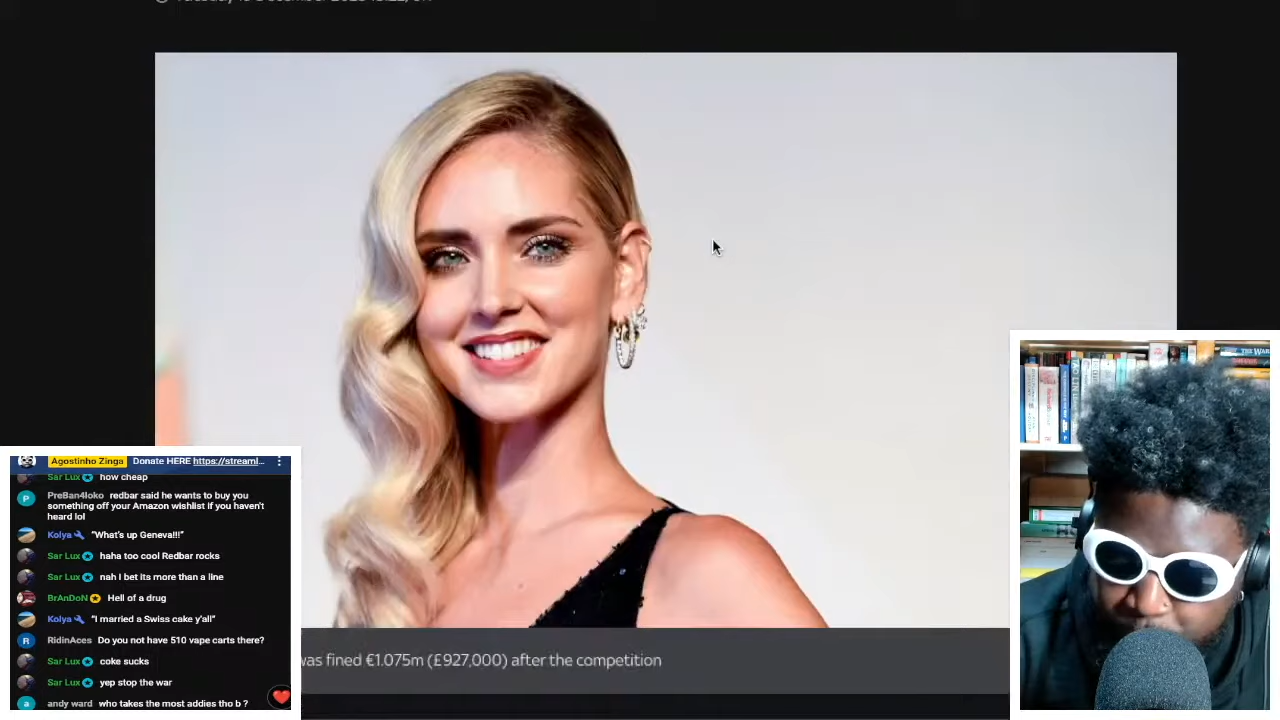 was fined €1.075m (£927,000) after the competition
Agostinho Zinga Donate HERE https://streaml...
Sar Lux how cheap
PreBan4loko redbar said he wants to buy you
something off your Amazon wishlist if you haven't
heard lol
Kolya "What's up Geneva!!!"
Sar Lux haha too cool Redbar rocks
Sar Lux nah I bet its more than a line
BrAnDoN Hell of a drug
Kolya "I married a Swiss cake y'all"
R RidinAces Do you not have 510 vape carts there?
Sar Lux coke sucks
Sar Lux yep stop the war
a andy ward who takes the most addies tho b ?
THE WAR